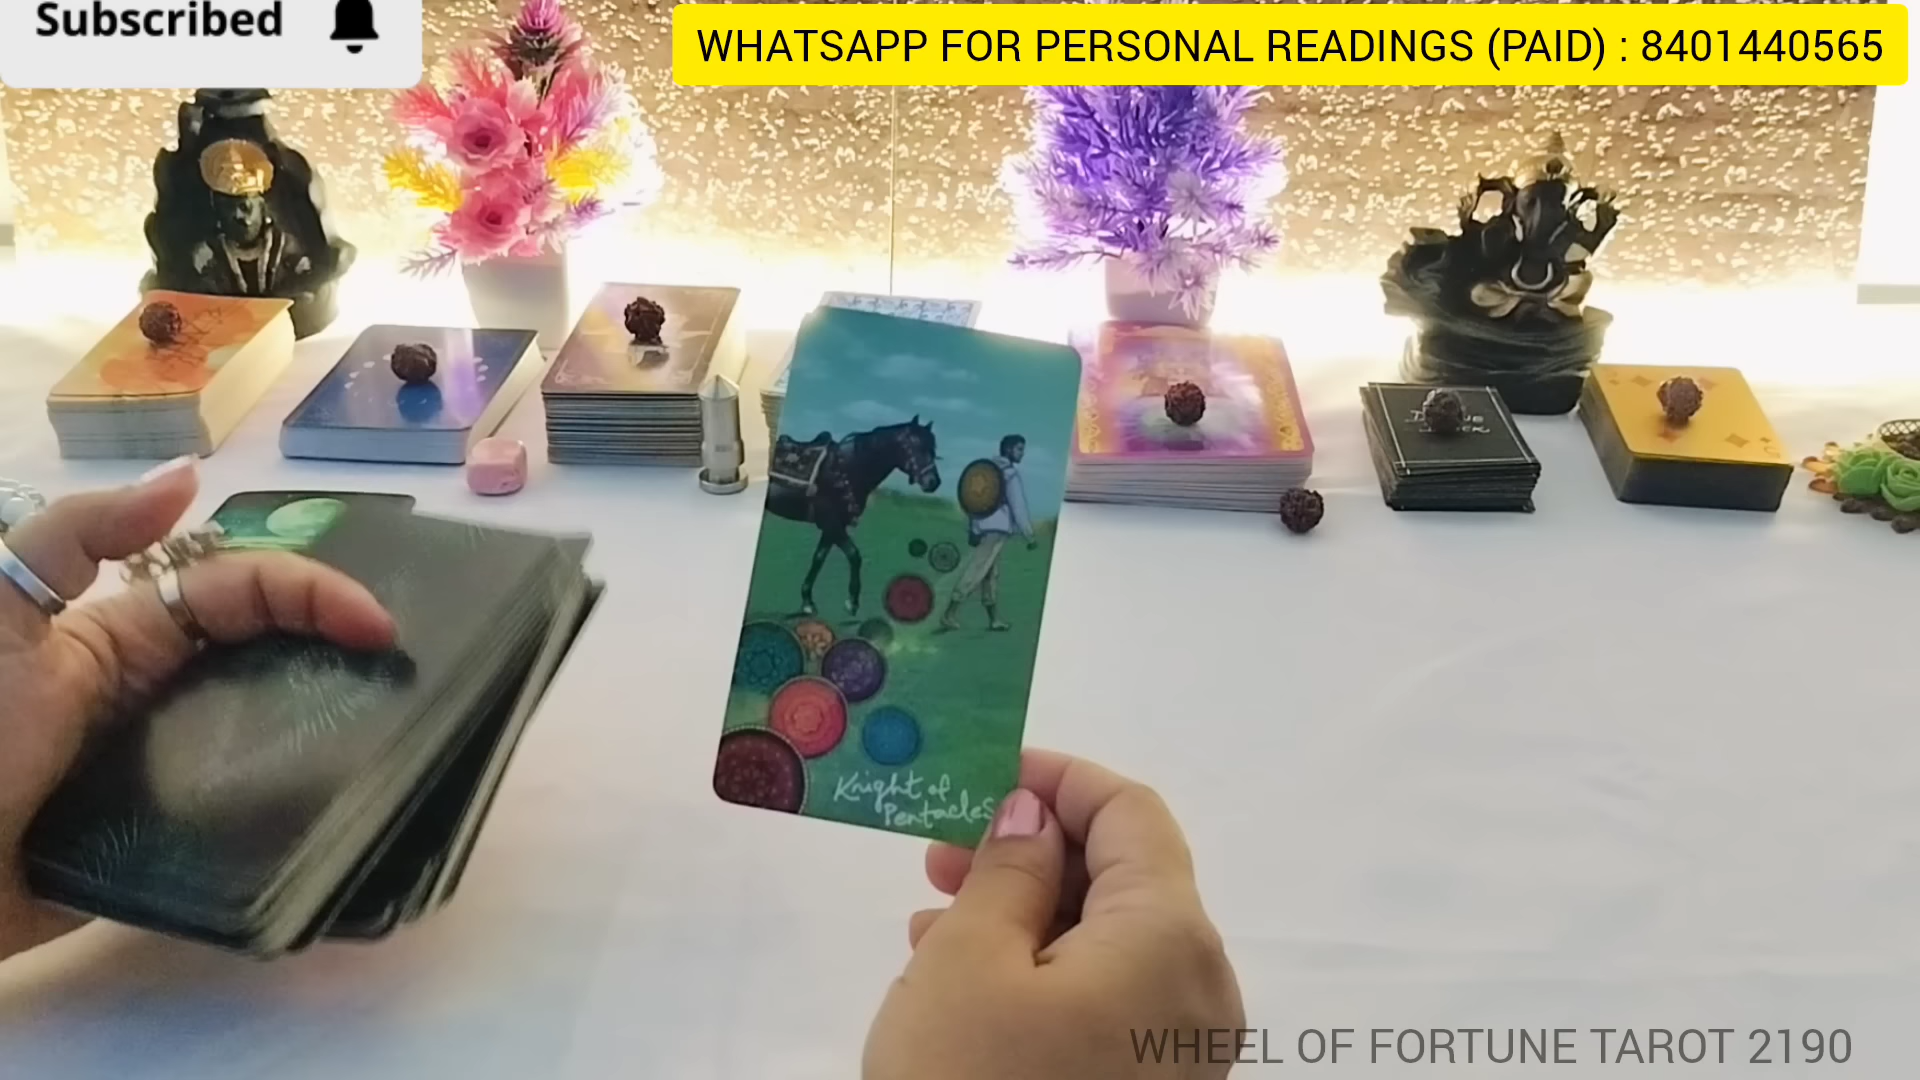 Subscribed
WHATSAPP FOR PERSONAL READINGS (PAID) : 8401440565
Knight of
Pentacles
WHEEL OF FORTUNE TAROT 2190